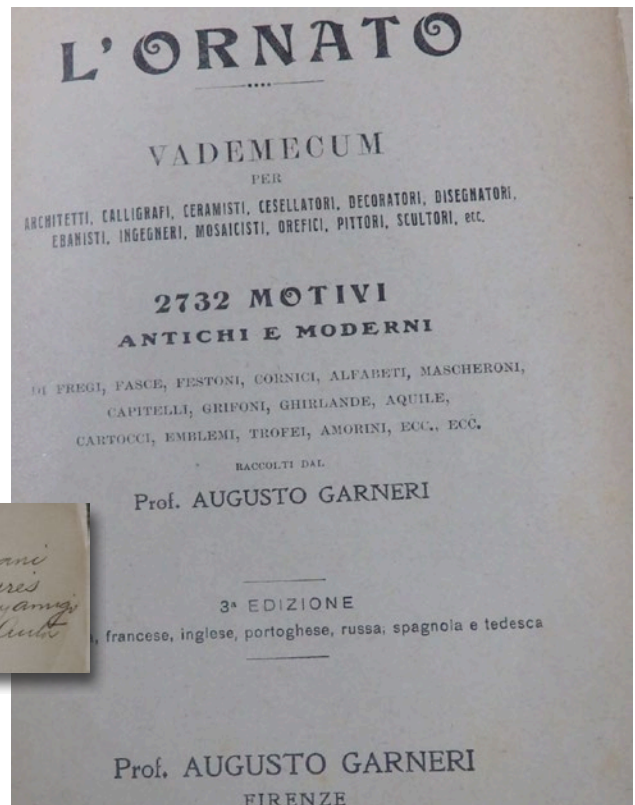 L'ORNATO
VADEMECUM
PER
ARCHITETTI, CALLIGRAFI, CERAMISTI, CESELLATORI, DECORATORI, DISEGNATORI,
EBANISTI, INGEGNERI, MOSAICISTI, OREFICI, PITTORI, SCULTORI, ecc.
2732 MOTIVI
ANTICHI E MODERNI
DI FREGI, FASCE, FESTONI, CORNICI, ALFABETI, MASCHERONI,
CAPITELLI, GRIFONI, GHIRLANDE, AQUILE,
CARTOCCI, EMBLEMI, TROFEI, AMORINI, ECC., ECC.
RACCOLTI DAL
Prof. AUGUSTO GARNERI
3ª EDIZIONE
francese, inglese, portoghese, russa, spagnola e tedesca
Prof. AUGUSTO GARNERI
FIRENZE